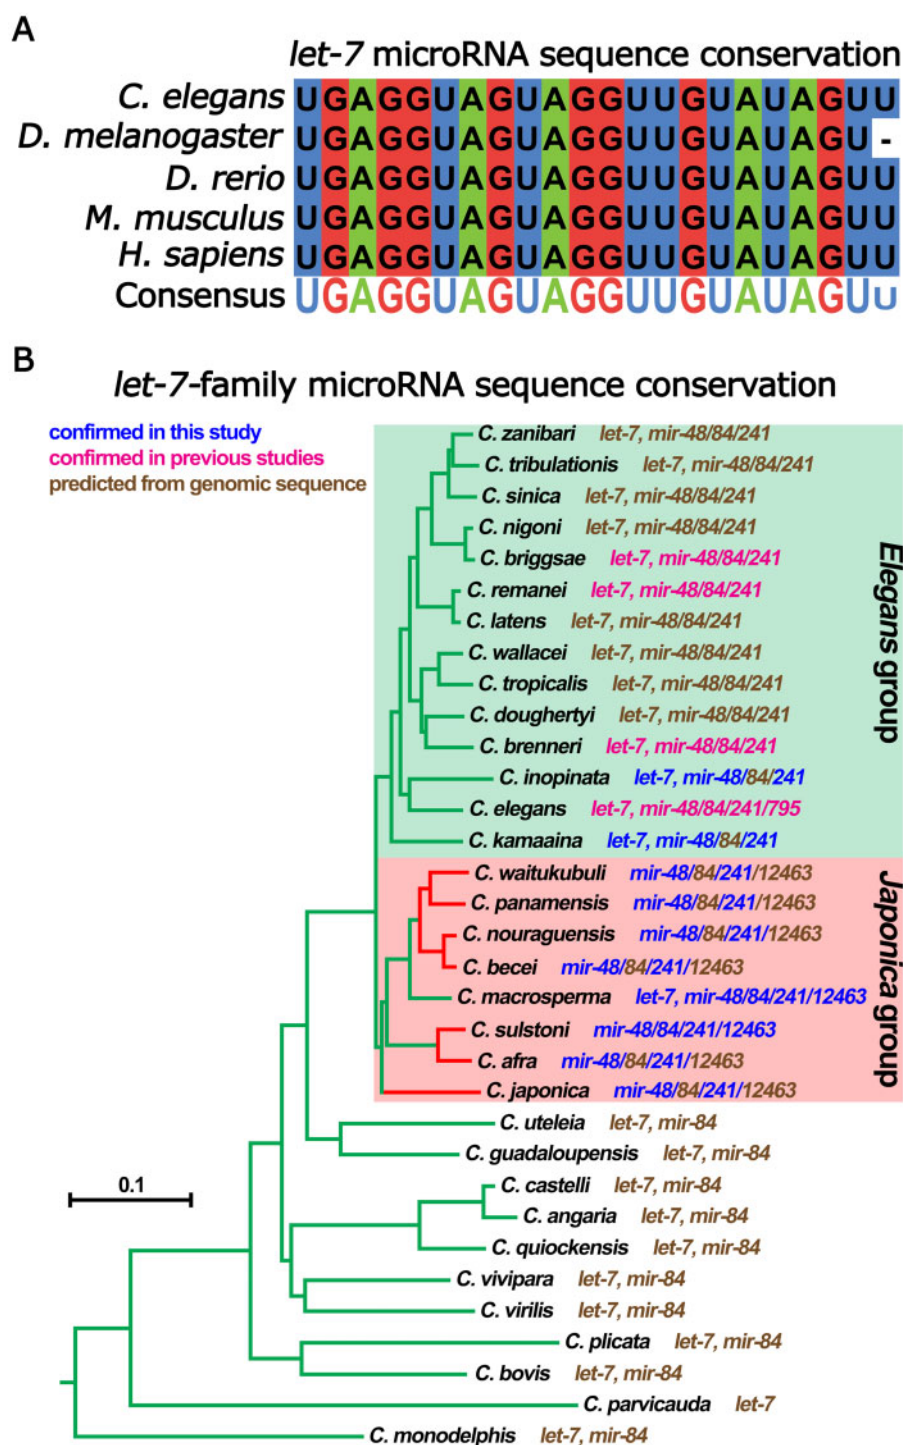 A
let-7 microRNA sequence conservation
C. elegans UGAGGUAGUAGGUUGUAUAGUU
D. melanogaster UGAGGUAGUAGGUUGUAUAGU-
D. rerio UGAGGUAGUAGGUUGUAUAGUU
M. musculus UGAGGUAGUAGGUUGUAUAGUU
H. sapiens UGAGGUAGUAGGUUGUAUAGUU
Consensus UGAGGUAGUAGGUUGUAUAGUU
B
let-7-family microRNA sequence conservation
confirmed in this study
confirmed in previous studies
predicted from genomic sequence
C. zanibari let-7, mir-48/84/241
C. tribulationis let-7, mir-48/84/241
C. sinica let-7, mir-48/84/241
C. nigoni let-7, mir-48/84/241
C. briggsae let-7, mir-48/84/241
C. remanei let-7, mir-48/84/241
C. latens let-7, mir-48/84/241
C. wallacei let-7, mir-48/84/241
C. tropicalis let-7, mir-48/84/241
C. doughertyi let-7, mir-48/84/241
C. brenneri let-7, mir-48/84/241
C. inopinata let-7, mir-48/84/241
C. elegans let-7, mir-48/84/241/795
C. kamaaina let-7, mir-48/84/241
Elegans group
C. waitukubuli mir-48/84/241/12463
C. panamensis mir-48/84/241/12463
C. nouraguensis mir-48/84/241/12463
C. becei mir-48/84/241/12463
C. macrosperma let-7, mir-48/84/241/12463
C. sulstoni mir-48/84/241/12463
C. afra mir-48/84/241/12463
C. japonica mir-48/84/241/12463
Japonica group
C. uteleia let-7, mir-84
C. guadaloupensis let-7, mir-84
C. castelli let-7, mir-84
C. angaria let-7, mir-84
C. quiockensis let-7, mir-84
C. vivipara let-7, mir-84
C. virilis let-7, mir-84
C. plicata let-7, mir-84
C. bovis let-7, mir-84
C. parvicauda let-7
C. monodelphis let-7, mir-84
0.1